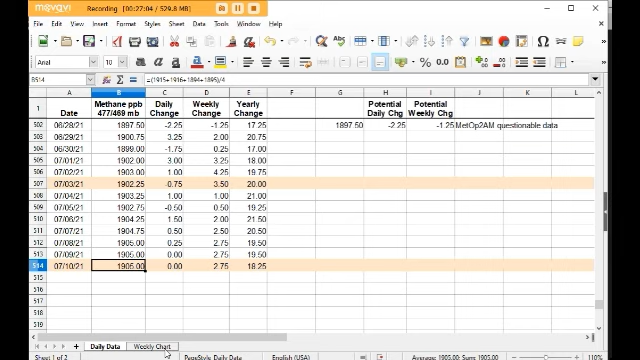 movavi Recording (00:27:04 / 529.8 MB)
File Edit View Insert Format Styles Sheet Data Tools Window Help
Arial 10 % 0.0
B514 =((1915+1916+1894+1895)/4
A B C D E F G H I J K L
1 Date Methane ppb 477/469 mb Daily Change Weekly Change Yearly Change Potential Daily Chg Potential Weekly Chg
502 06/28/21 1897.50 -2.25 -1.25 17.25 1897.50 -2.25 -1.25 MetOp2AM questionable data
503 06/29/21 1900.75 3.25 2.00 20.75
504 06/30/21 1899.00 -1.75 0.25 17.00
505 07/01/21 1902.00 3.00 3.25 18.00
506 07/02/21 1903.00 1.00 4.25 19.75
507 07/03/21 1902.25 -0.75 3.50 20.00
508 07/04/21 1903.25 1.00 1.00 21.00
509 07/05/21 1902.75 -0.50 0.50 19.25
510 07/06/21 1904.25 1.50 2.00 21.50
511 07/07/21 1904.75 0.50 2.50 20.50
512 07/08/21 1905.00 0.25 2.75 19.50
513 07/09/21 1905.00 0.00 2.75 19.50
514 07/10/21 1905.00 0.00 2.75 18.25
515
516
517
518
519
Daily Data Weekly Chart
Sheet 1 of 2 PageStyle_Daily Data English (USA) Average: 1905.00; Sum: 1905.00